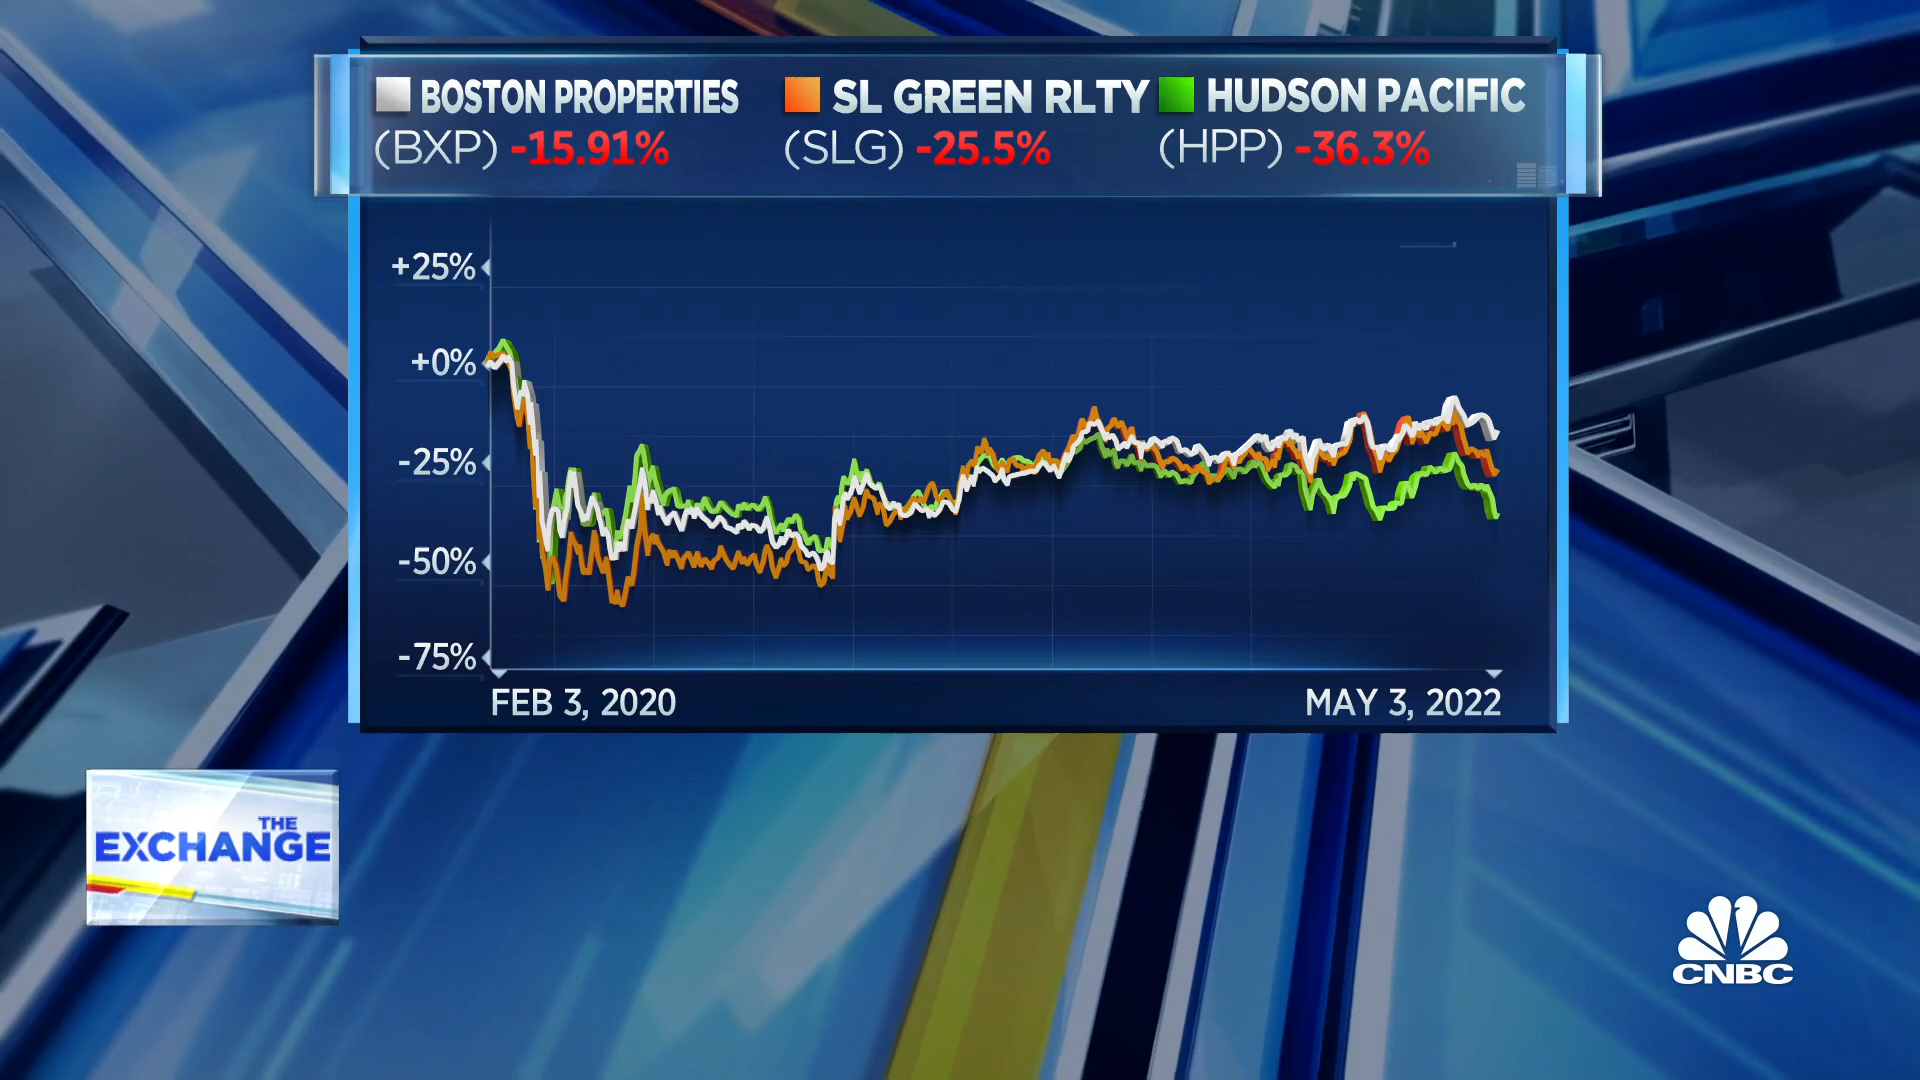 BOSTON PROPERTIES
(BXP) -15.91%
SL GREEN RLTY
(SLG) -25.5%
HUDSON PACIFIC
(HPP) -36.3%
+25%
+0%
-25%
-50%
-75%
FEB 3, 2020
MAY 3, 2022
THE
EXCHANGE
CNBC